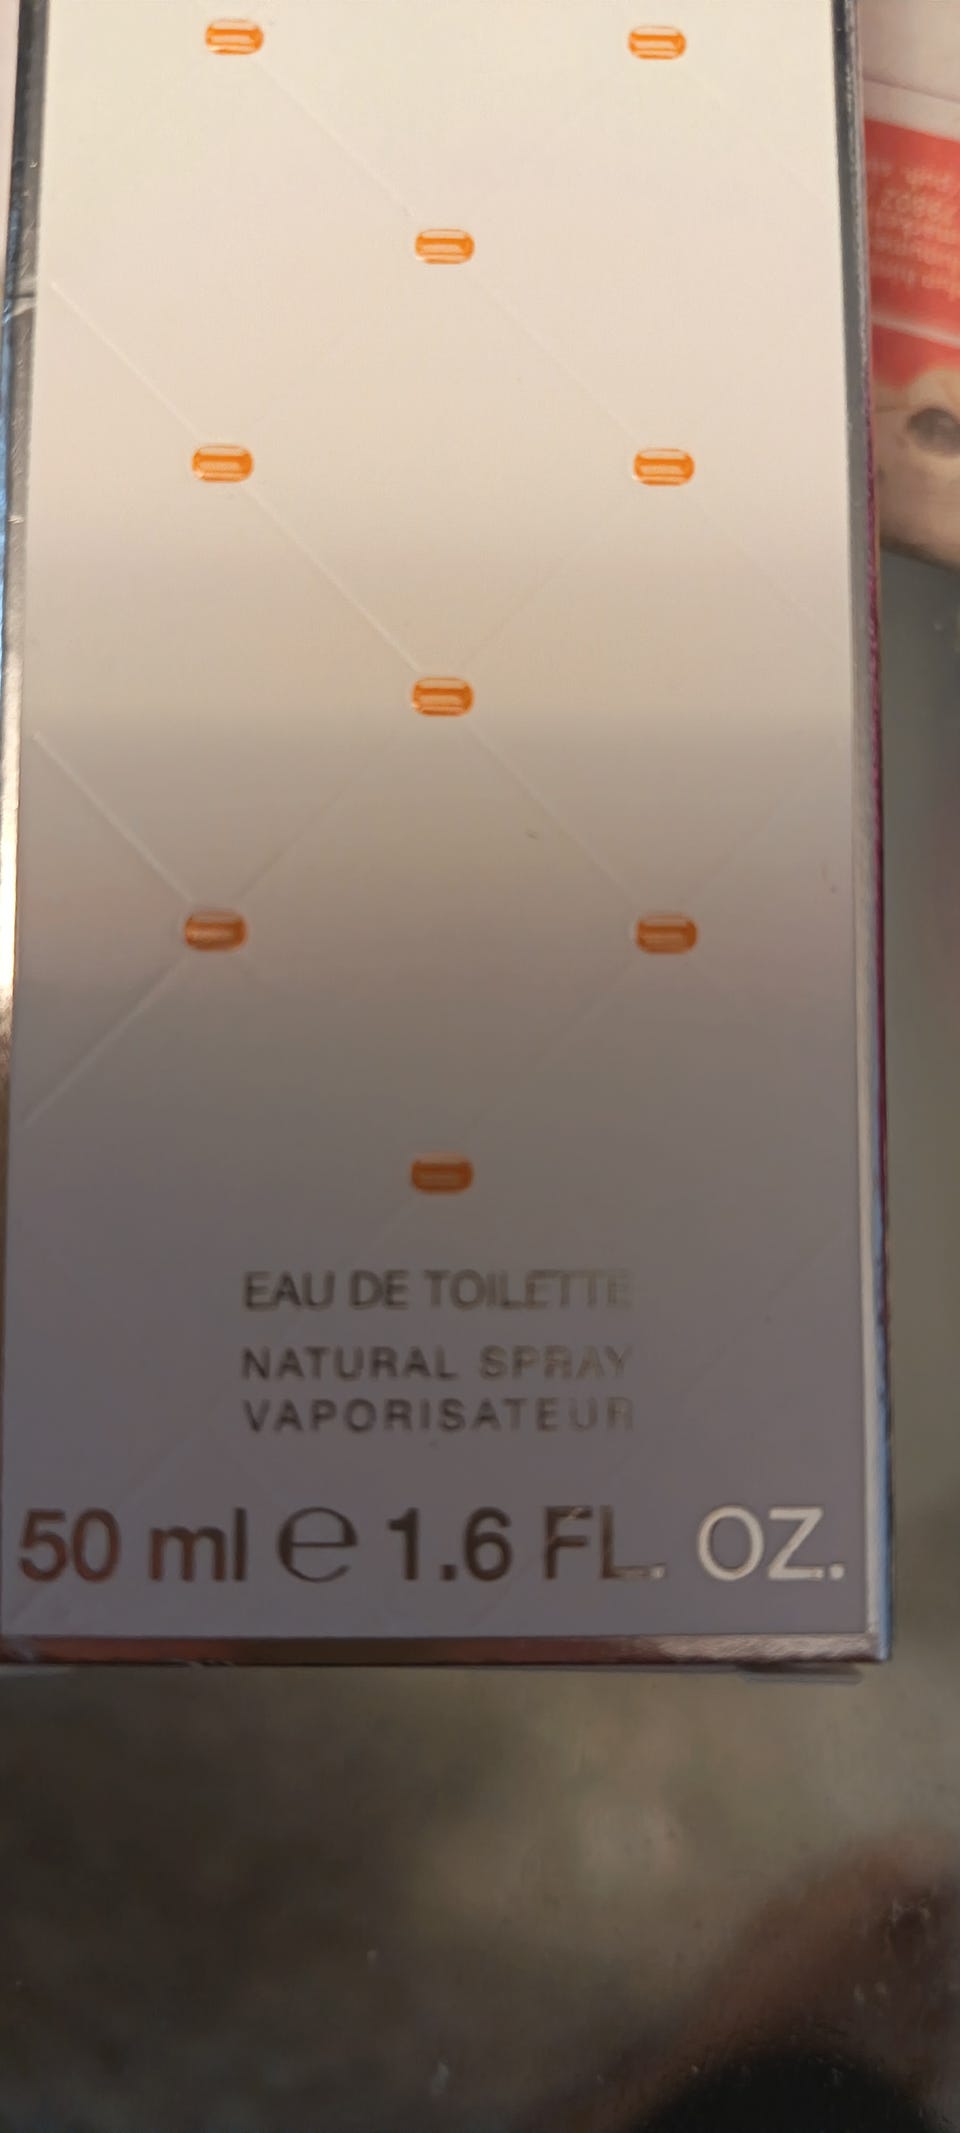 EAU DE TOILETTE
NATURAL SPRAY
VAPORISATEUR
50 ml ℮ 1.6 FL. OZ.